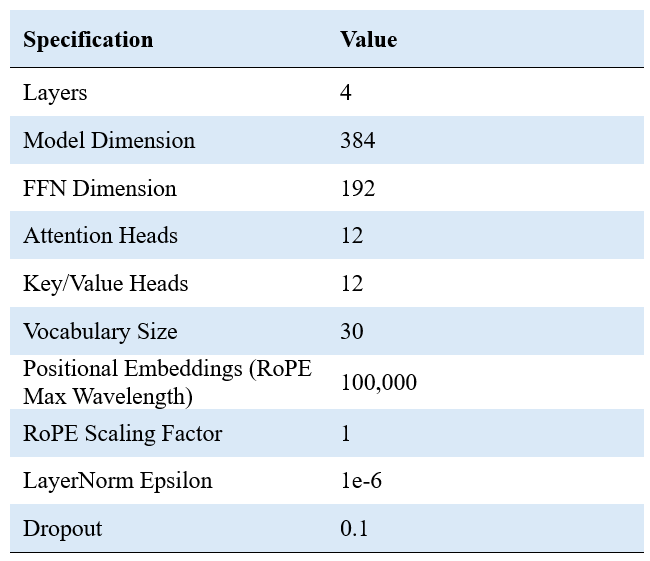 Specification Value
Layers 4
Model Dimension 384
FFN Dimension 192
Attention Heads 12
Key/Value Heads 12
Vocabulary Size 30
Positional Embeddings (RoPE
Max Wavelength) 100,000
RoPE Scaling Factor 1
LayerNorm Epsilon 1e-6
Dropout 0.1